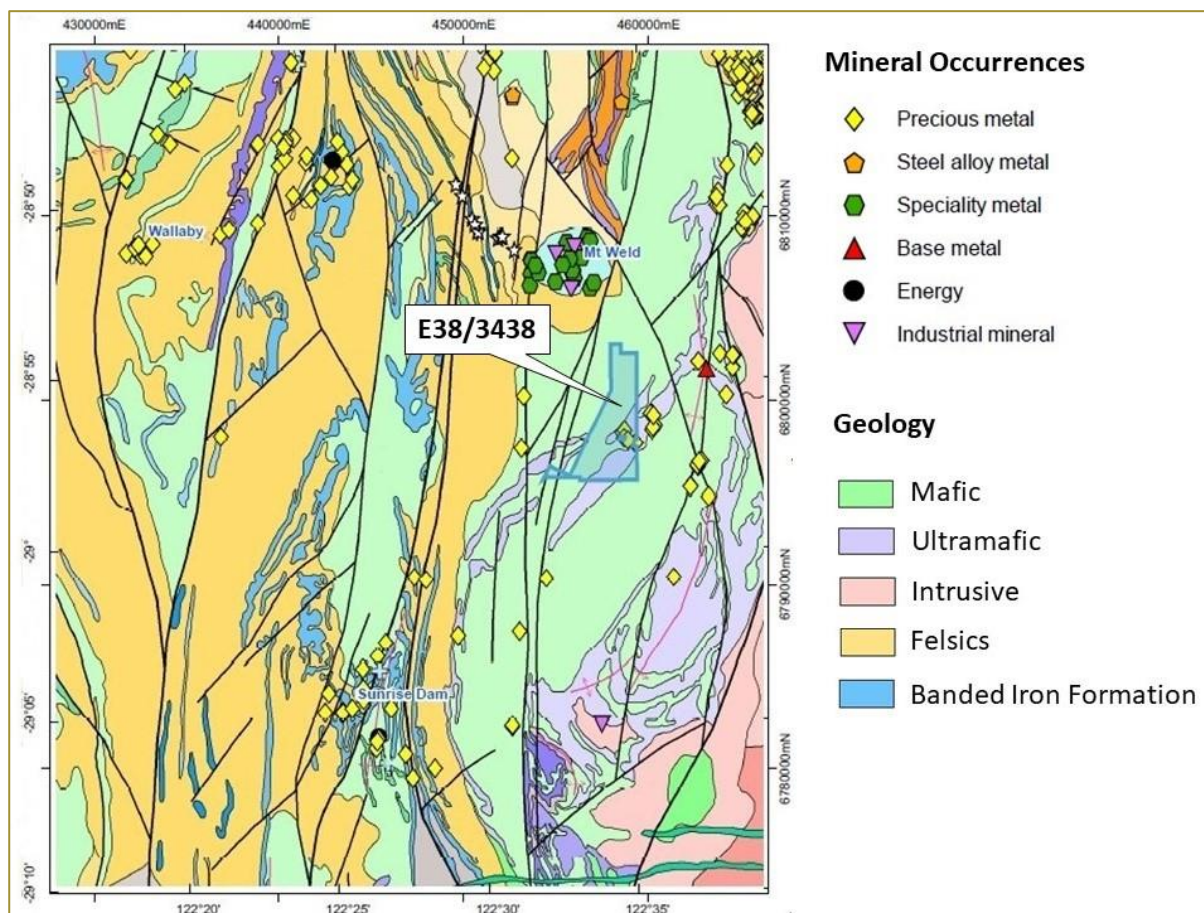 430000mE 440000mE 450000mE 460000mE
-28°50'
-28°55'
-29°
-29°05'
-29°10'
Wallaby
Mt Weld
E38/3438
Sunrise Dam
6810000mN
6800000mN
6790000mN
6780000mN
122°20' 122°25' 122°30' 122°35'
Mineral Occurrences
Precious metal
Steel alloy metal
Speciality metal
Base metal
Energy
Industrial mineral
Geology
Mafic
Ultramafic
Intrusive
Felsics
Banded Iron Formation